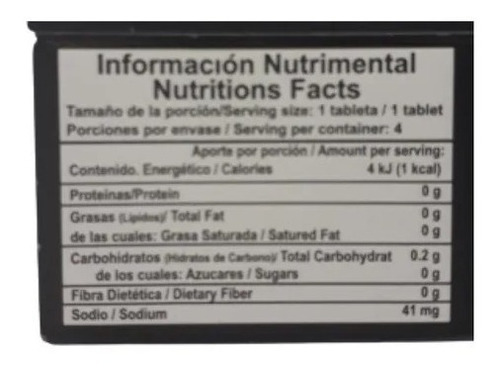 Información Nutrimental
Nutritions Facts
Tamaño de la porción/Serving size: 1 tableta / 1 tablet
Porciones por envase / Serving per container: 4
Aporte por porción / Amount per serving:
Contenido. Energético / Calories 4 kJ (1 kcal)
Proteinas/Protein 0 g
Grasas (Lipidos)/ Total Fat 0 g
de las cuales: Grasa Saturada / Satured Fat 0 g
Carbohidratos (Hidratos de Carbono)/ Total Carbohydrat 0.2 g
de los cuales: Azucares / Sugars 0 g
Fibra Dietética / Dietary Fiber 0 g
Sodio / Sodium 41 mg